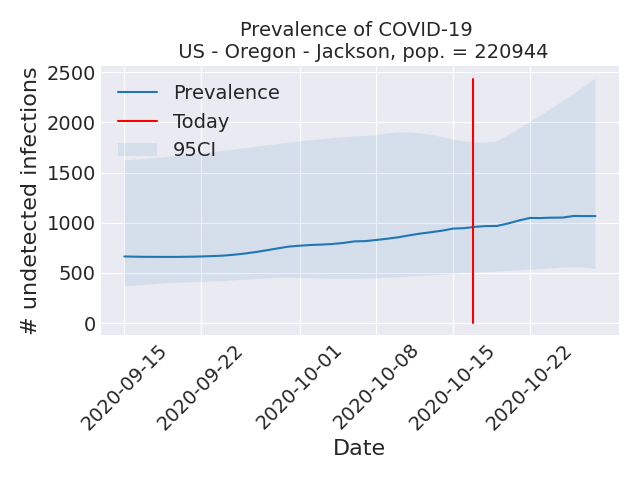 Prevalence of COVID-19
US - Oregon - Jackson, pop. = 220944
# undetected infections
2500
2000
1500
1000
500
0
Prevalence
Today
95CI
2020-09-15
2020-09-22
2020-10-01
2020-10-08
2020-10-15
2020-10-22
Date